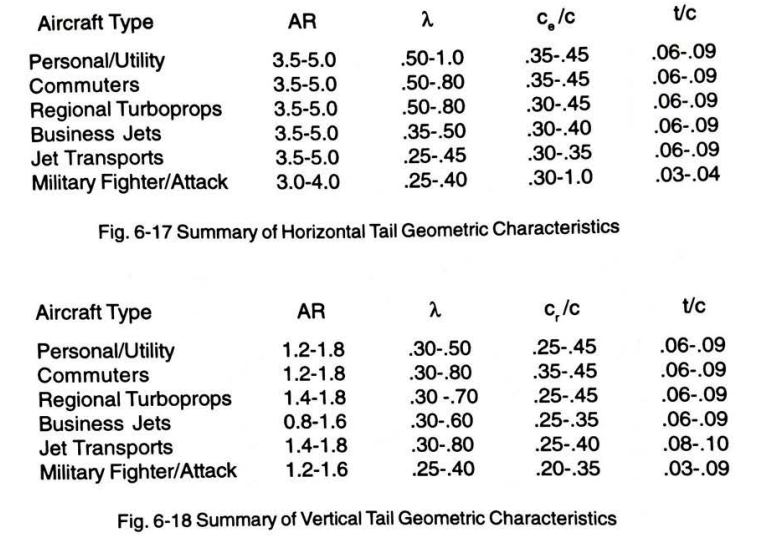 Aircraft Type AR λ cₑ/c t/c
Personal/Utility 3.5-5.0 .50-1.0 .35-.45 .06-.09
Commuters 3.5-5.0 .50-.80 .35-.45 .06-.09
Regional Turboprops 3.5-5.0 .50-.80 .30-.45 .06-.09
Business Jets 3.5-5.0 .35-.50 .30-.40 .06-.09
Jet Transports 3.5-5.0 .25-.45 .30-.35 .06-.09
Military Fighter/Attack 3.0-4.0 .25-.40 .30-1.0 .03-.04
Fig. 6-17 Summary of Horizontal Tail Geometric Characteristics
Aircraft Type AR λ cᵣ/c t/c
Personal/Utility 1.2-1.8 .30-.50 .25-.45 .06-.09
Commuters 1.2-1.8 .30-.80 .35-.45 .06-.09
Regional Turboprops 1.4-1.8 .30 -.70 .25-.45 .06-.09
Business Jets 0.8-1.6 .30-.60 .25-.35 .06-.09
Jet Transports 1.4-1.8 .30-.80 .25-.40 .08-.10
Military Fighter/Attack 1.2-1.6 .25-.40 .20-.35 .03-.09
Fig. 6-18 Summary of Vertical Tail Geometric Characteristics